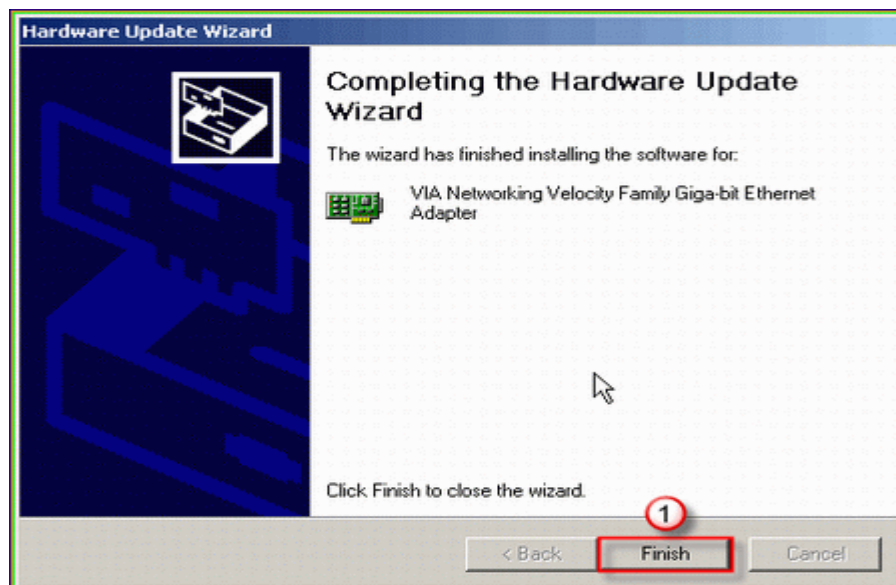 Hardware Update Wizard
Completing the Hardware Update
Wizard
The wizard has finished installing the software for:
VIA Networking Velocity Family Giga-bit Ethernet
Adapter
Click Finish to close the wizard.
1
< Back
Finish
Cancel